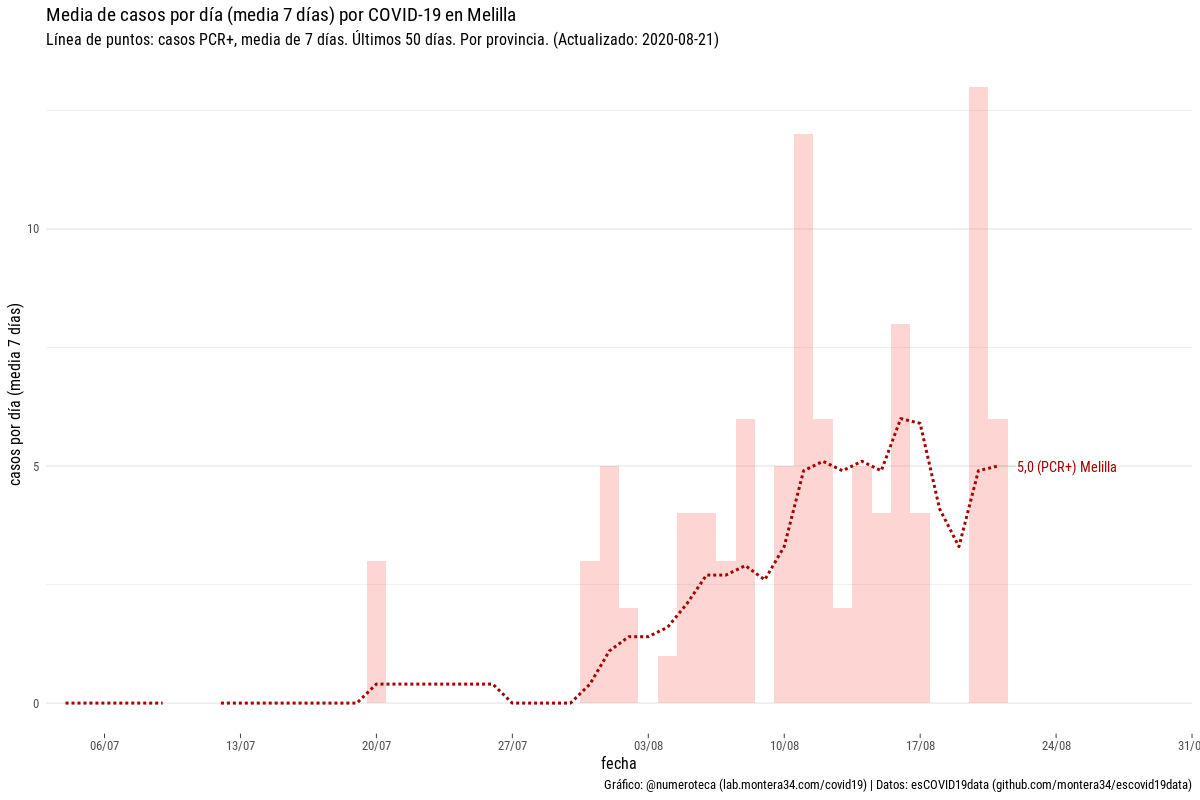 Media de casos por día (media 7 días) por COVID-19 en Melilla
Línea de puntos: casos PCR+, media de 7 días. Últimos 50 días. Por provincia. (Actualizado: 2020-08-21)
casos por día (media 7 días)
10
5
0
5,0 (PCR+) Melilla
06/07
13/07
20/07
27/07
03/08
10/08
17/08
24/08
31/0
fecha
Gráfico: @numeroteca (lab.montera34.com/covid19) | Datos: esCOVID19data (github.com/montera34/escovid19data)